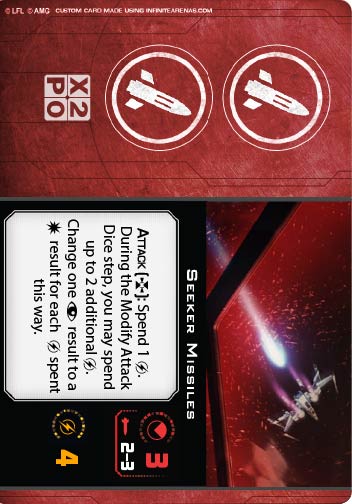 © LFL © AMG CUSTOM CARD MADE USING INFINITEARENAS.COM
X2
PO
SEEKER MISSILES
ATTACK []: Spend 1 .
During the Modify Attack
Dice step, you may spend
up to 2 additional .
Change one result to a
result for each spent
this way.
3
2–3
4